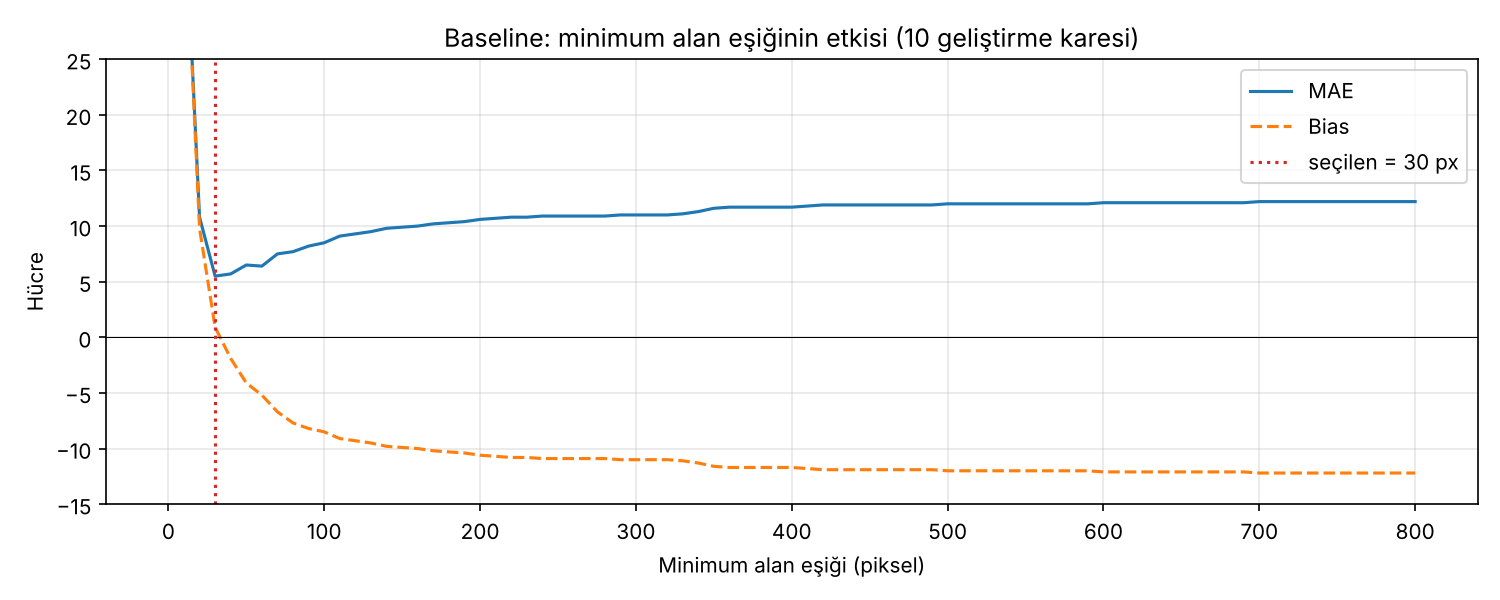 Baseline: minimum alan eşiğinin etkisi (10 geliştirme karesi)
MAE
Bias
seçilen = 30 px
Hücre
25
20
15
10
5
0
−5
−10
−15
0 100 200 300 400 500 600 700 800
Minimum alan eşiği (piksel)